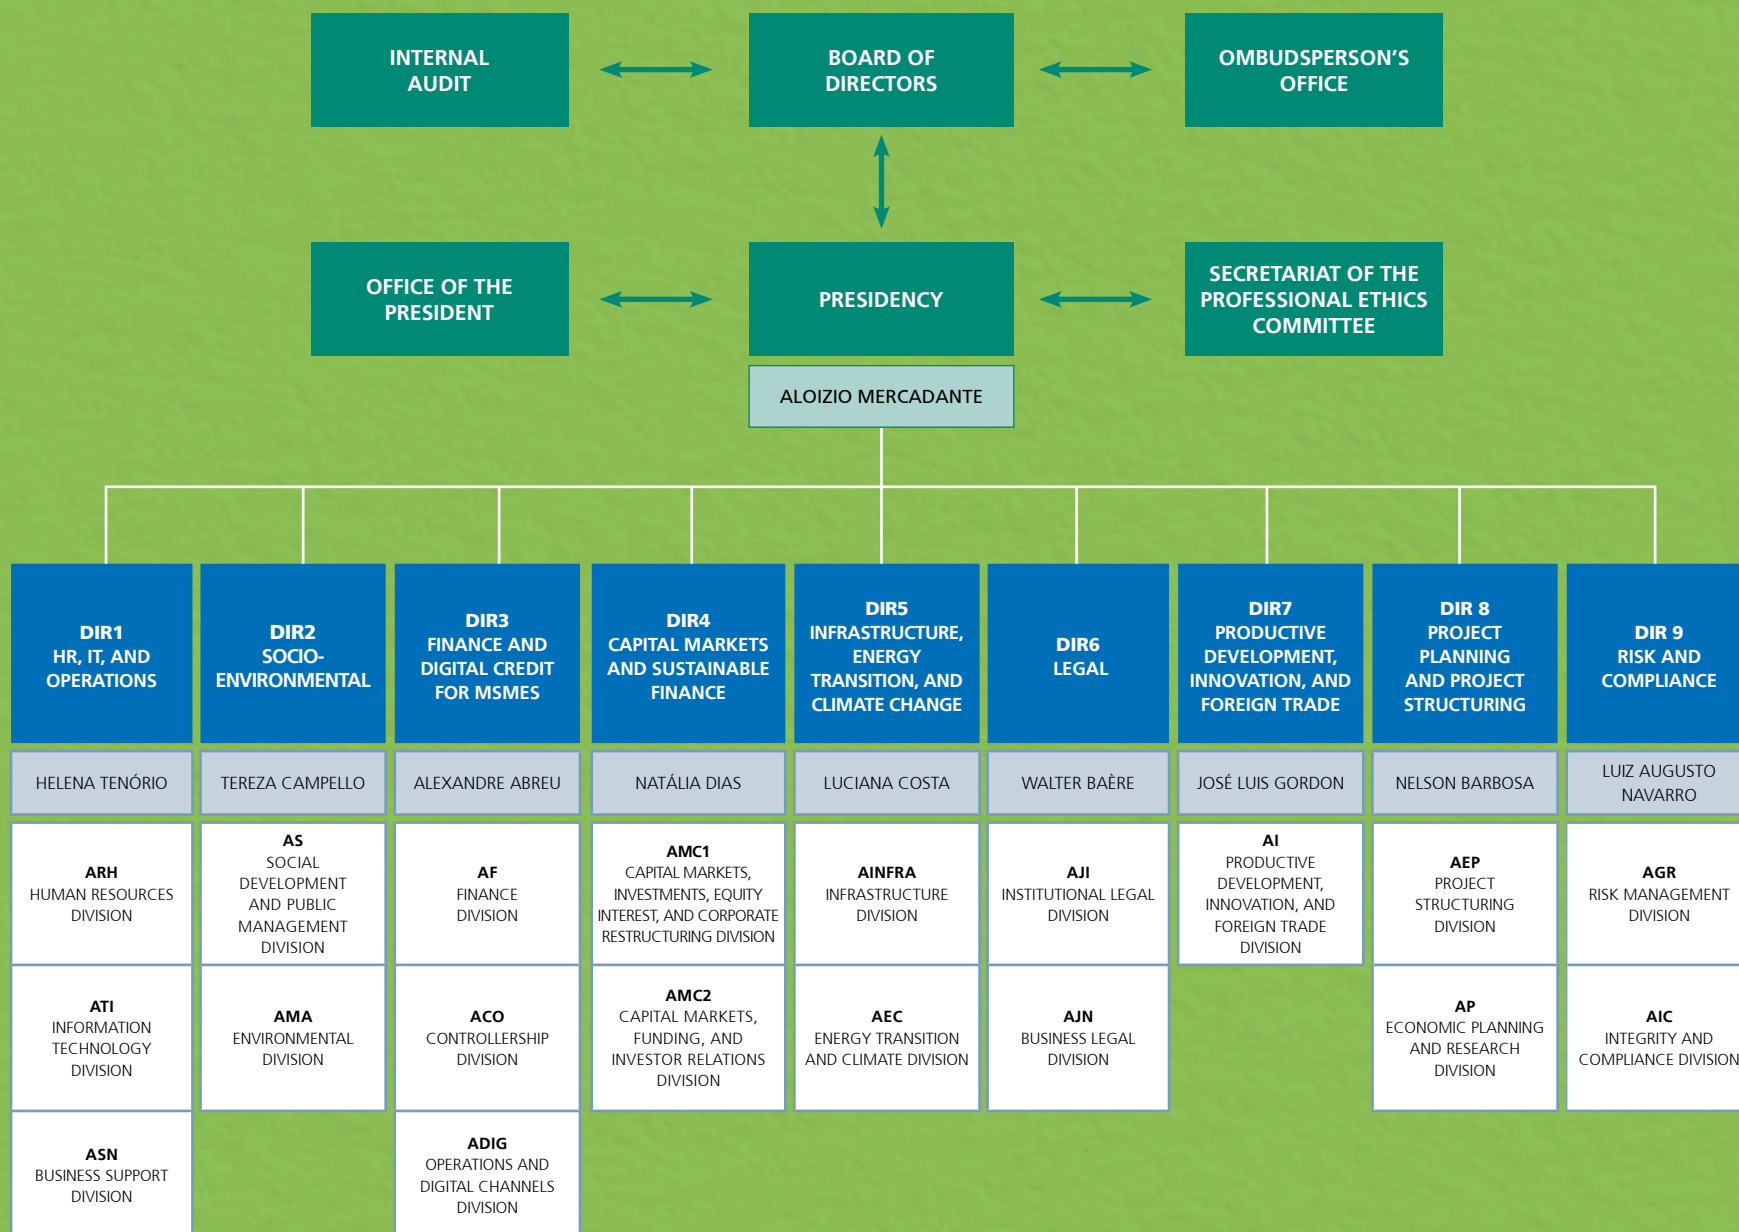 INTERNAL
AUDIT
BOARD OF
DIRECTORS
OMBUDSPERSON'S
OFFICE
OFFICE OF THE
PRESIDENT
PRESIDENCY
SECRETARIAT OF THE
PROFESSIONAL ETHICS
COMMITTEE
ALOIZIO MERCADANTE
DIR1
HR, IT, AND
OPERATIONS
DIR2
SOCIO-
ENVIRONMENTAL
DIR3
FINANCE AND
DIGITAL CREDIT
FOR MSMES
DIR4
CAPITAL MARKETS
AND SUSTAINABLE
FINANCE
DIR5
INFRASTRUCTURE,
ENERGY
TRANSITION, AND
CLIMATE CHANGE
DIR6
LEGAL
DIR7
PRODUCTIVE
DEVELOPMENT,
INNOVATION, AND
FOREIGN TRADE
DIR 8
PROJECT
PLANNING
AND PROJECT
STRUCTURING
DIR 9
RISK AND
COMPLIANCE
HELENA TENÓRIO
TEREZA CAMPELLO
ALEXANDRE ABREU
NATÁLIA DIAS
LUCIANA COSTA
WALTER BAÈRE
JOSÉ LUIS GORDON
NELSON BARBOSA
LUIZ AUGUSTO
NAVARRO
ARH
HUMAN RESOURCES
DIVISION
AS
SOCIAL
DEVELOPMENT
AND PUBLIC
MANAGEMENT
DIVISION
AF
FINANCE
DIVISION
AMC1
CAPITAL MARKETS,
INVESTMENTS, EQUITY
INTEREST, AND CORPORATE
RESTRUCTURING DIVISION
AINFRA
INFRASTRUCTURE
DIVISION
AJI
INSTITUTIONAL LEGAL
DIVISION
AI
PRODUCTIVE
DEVELOPMENT,
INNOVATION, AND
FOREIGN TRADE
DIVISION
AEP
PROJECT
STRUCTURING
DIVISION
AGR
RISK MANAGEMENT
DIVISION
ATI
INFORMATION
TECHNOLOGY
DIVISION
AMA
ENVIRONMENTAL
DIVISION
ACO
CONTROLLERSHIP
DIVISION
AMC2
CAPITAL MARKETS,
FUNDING, AND
INVESTOR RELATIONS
DIVISION
AEC
ENERGY TRANSITION
AND CLIMATE DIVISION
AJN
BUSINESS LEGAL
DIVISION
AP
ECONOMIC PLANNING
AND RESEARCH
DIVISION
AIC
INTEGRITY AND
COMPLIANCE DIVISION
ASN
BUSINESS SUPPORT
DIVISION
ADIG
OPERATIONS AND
DIGITAL CHANNELS
DIVISION